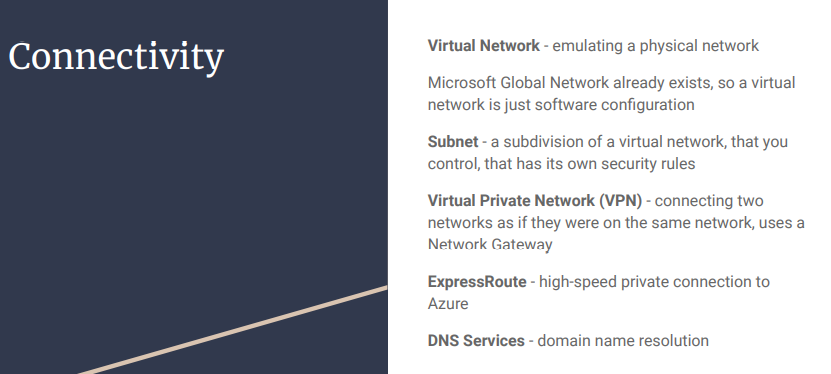 Connectivity
Virtual Network - emulating a physical network
Microsoft Global Network already exists, so a virtual
network is just software configuration
Subnet - a subdivision of a virtual network, that you
control, that has its own security rules
Virtual Private Network (VPN) - connecting two
networks as if they were on the same network, uses a
Network Gateway
ExpressRoute - high-speed private connection to
Azure
DNS Services - domain name resolution